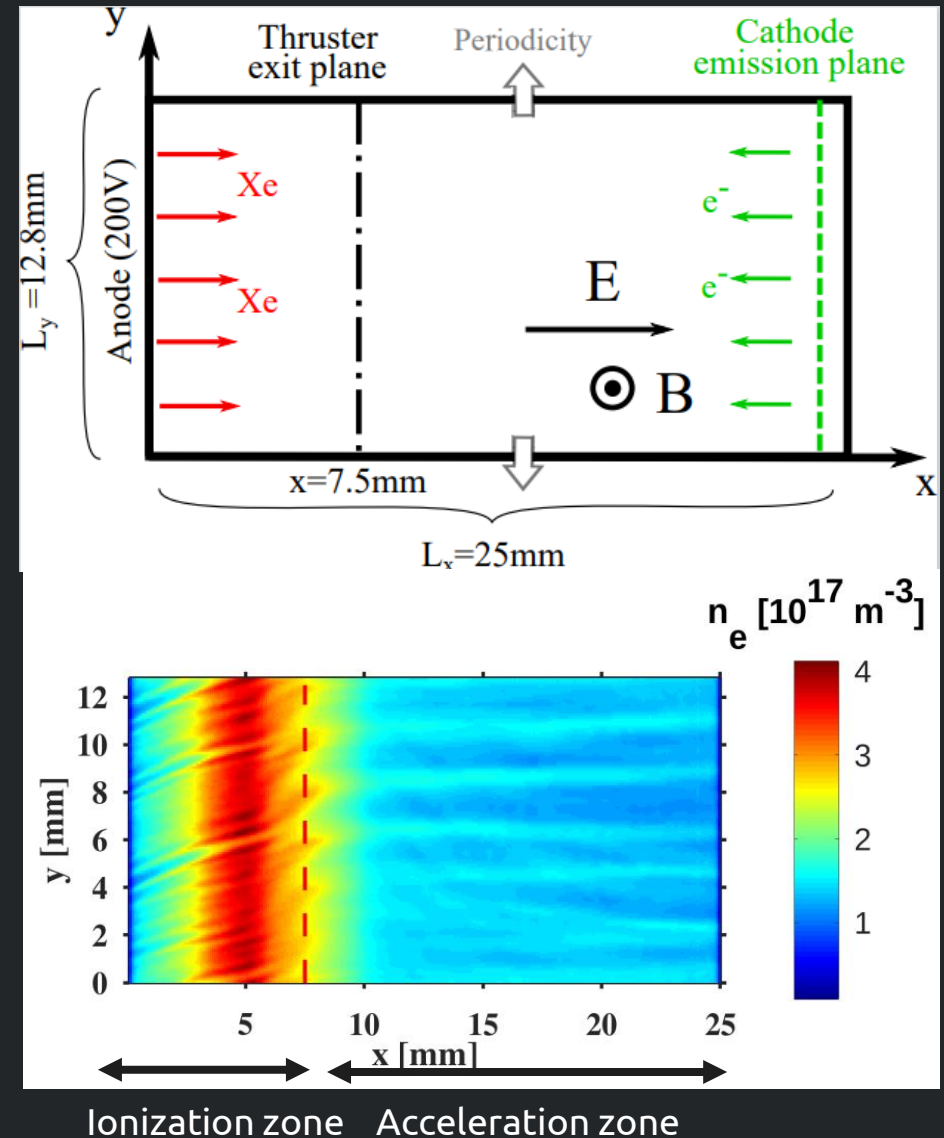 y
Thruster
exit plane
Periodicity
Cathode
emission plane
Ly =12.8mm
Anode (200V)
Xe
Xe
e-
e-
E
B
x=7.5mm
x
Lx=25mm
ne [10^17 m^-3]
12
10
8
6
4
2
0
y [mm]
5
10
15
20
25
x [mm]
4
3
2
1
Ionization zone
Acceleration zone